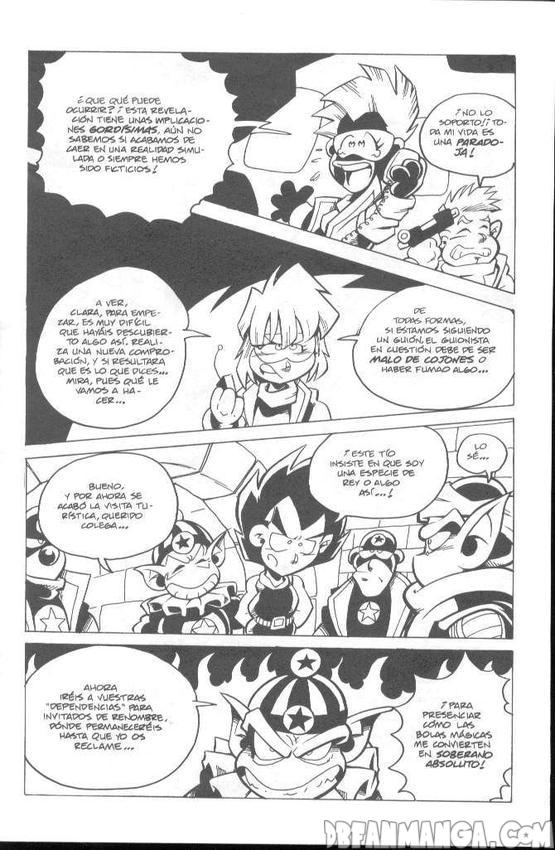 ¿QUE QUÉ PUEDE
OCURRIR?¡ ¡ESTA REVELA-
CIÓN TIENE UNAS IMPLICACIO-
NES GORDÍSIMAS, AÚN NO
SABEMOS SI ACABAMOS DE
CAER EN UNA REALIDAD SIMU-
LADA O SIEMPRE HEMOS
SIDO FICTICIOS!
¡NO LO
SOPORTO!¡¡ TO-
DA MI VIDA ES
UNA PARADO-
JA!
A VER,
CLARA, PARA EMPE-
ZAR, ES MUY DIFÍCIL
QUE HAYÁIS DESCUBIER-
TO ALGO ASÍ, REALI-
ZA UNA NUEVA COMPRO-
BACIÓN, Y SI RESULTARA
QUE ES LO QUE DICES...
MIRA, PUES QUÉ LE
VAMOS A HA-
CER...
DE
TODAS FORMAS,
SI ESTAMOS SIGUIENDO
UN GUIÓN, EL GUIONISTA
EN CUESTIÓN DEBE DE SER
MALO DE COJONES O
HABER FUMAO ALGO...
BUENO,
Y POR AHORA SE
ACABÓ LA VISITA TU-
RÍSTICA, QUERIDO
COLEGA...
¡ESTE TÍO
INSISTE EN QUE SOY
UNA ESPECIE DE
REY O ALGO
ASÍ...!
LO
SÉ...
AHORA
IRÉIS A VUESTRAS
"DEPENDENCIAS" PARA
INVITADOS DE RENOMBRE,
DÓNDE PERMANECERÉIS
HASTA QUE YO OS
RECLAME...
¡PARA
PRESENCIAR
CÓMO LAS
BOLAS MÁGICAS
ME CONVIERTEN
EN SOBERANO
ABSOLUTO!
DBFANMANGA.COM